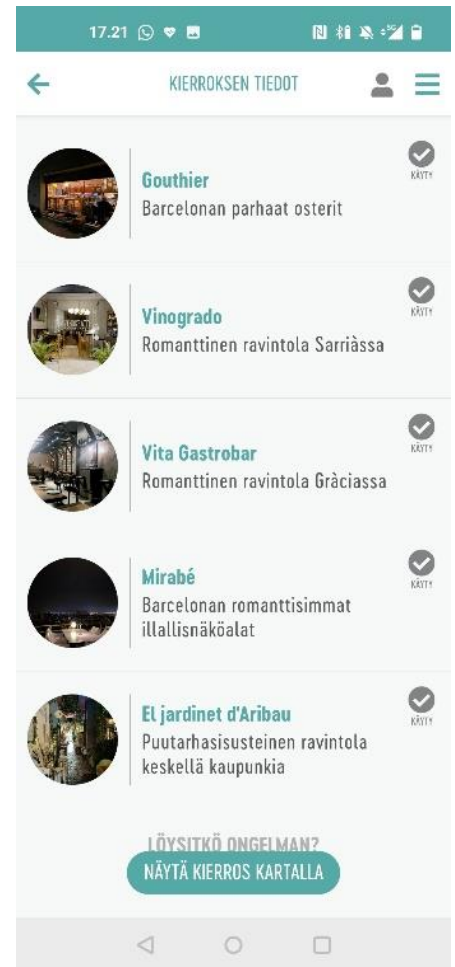 17.21
KIERROKSEN TIEDOT
Gouthier
Barcelonan parhaat osterit
KÄYTY
Vinogrado
Romanttinen ravintola Sarriàssa
KÄYTY
Vita Gastrobar
Romanttinen ravintola Gràciassa
KÄYTY
Mirabé
Barcelonan romanttisimmat
illallisnäköalat
KÄYTY
El jardinet d'Aribau
Puutarhasisusteinen ravintola
keskellä kaupunkia
KÄYTY
LÖYSITKÖ ONGELMAN?
NÄYTÄ KIERROS KARTALLA